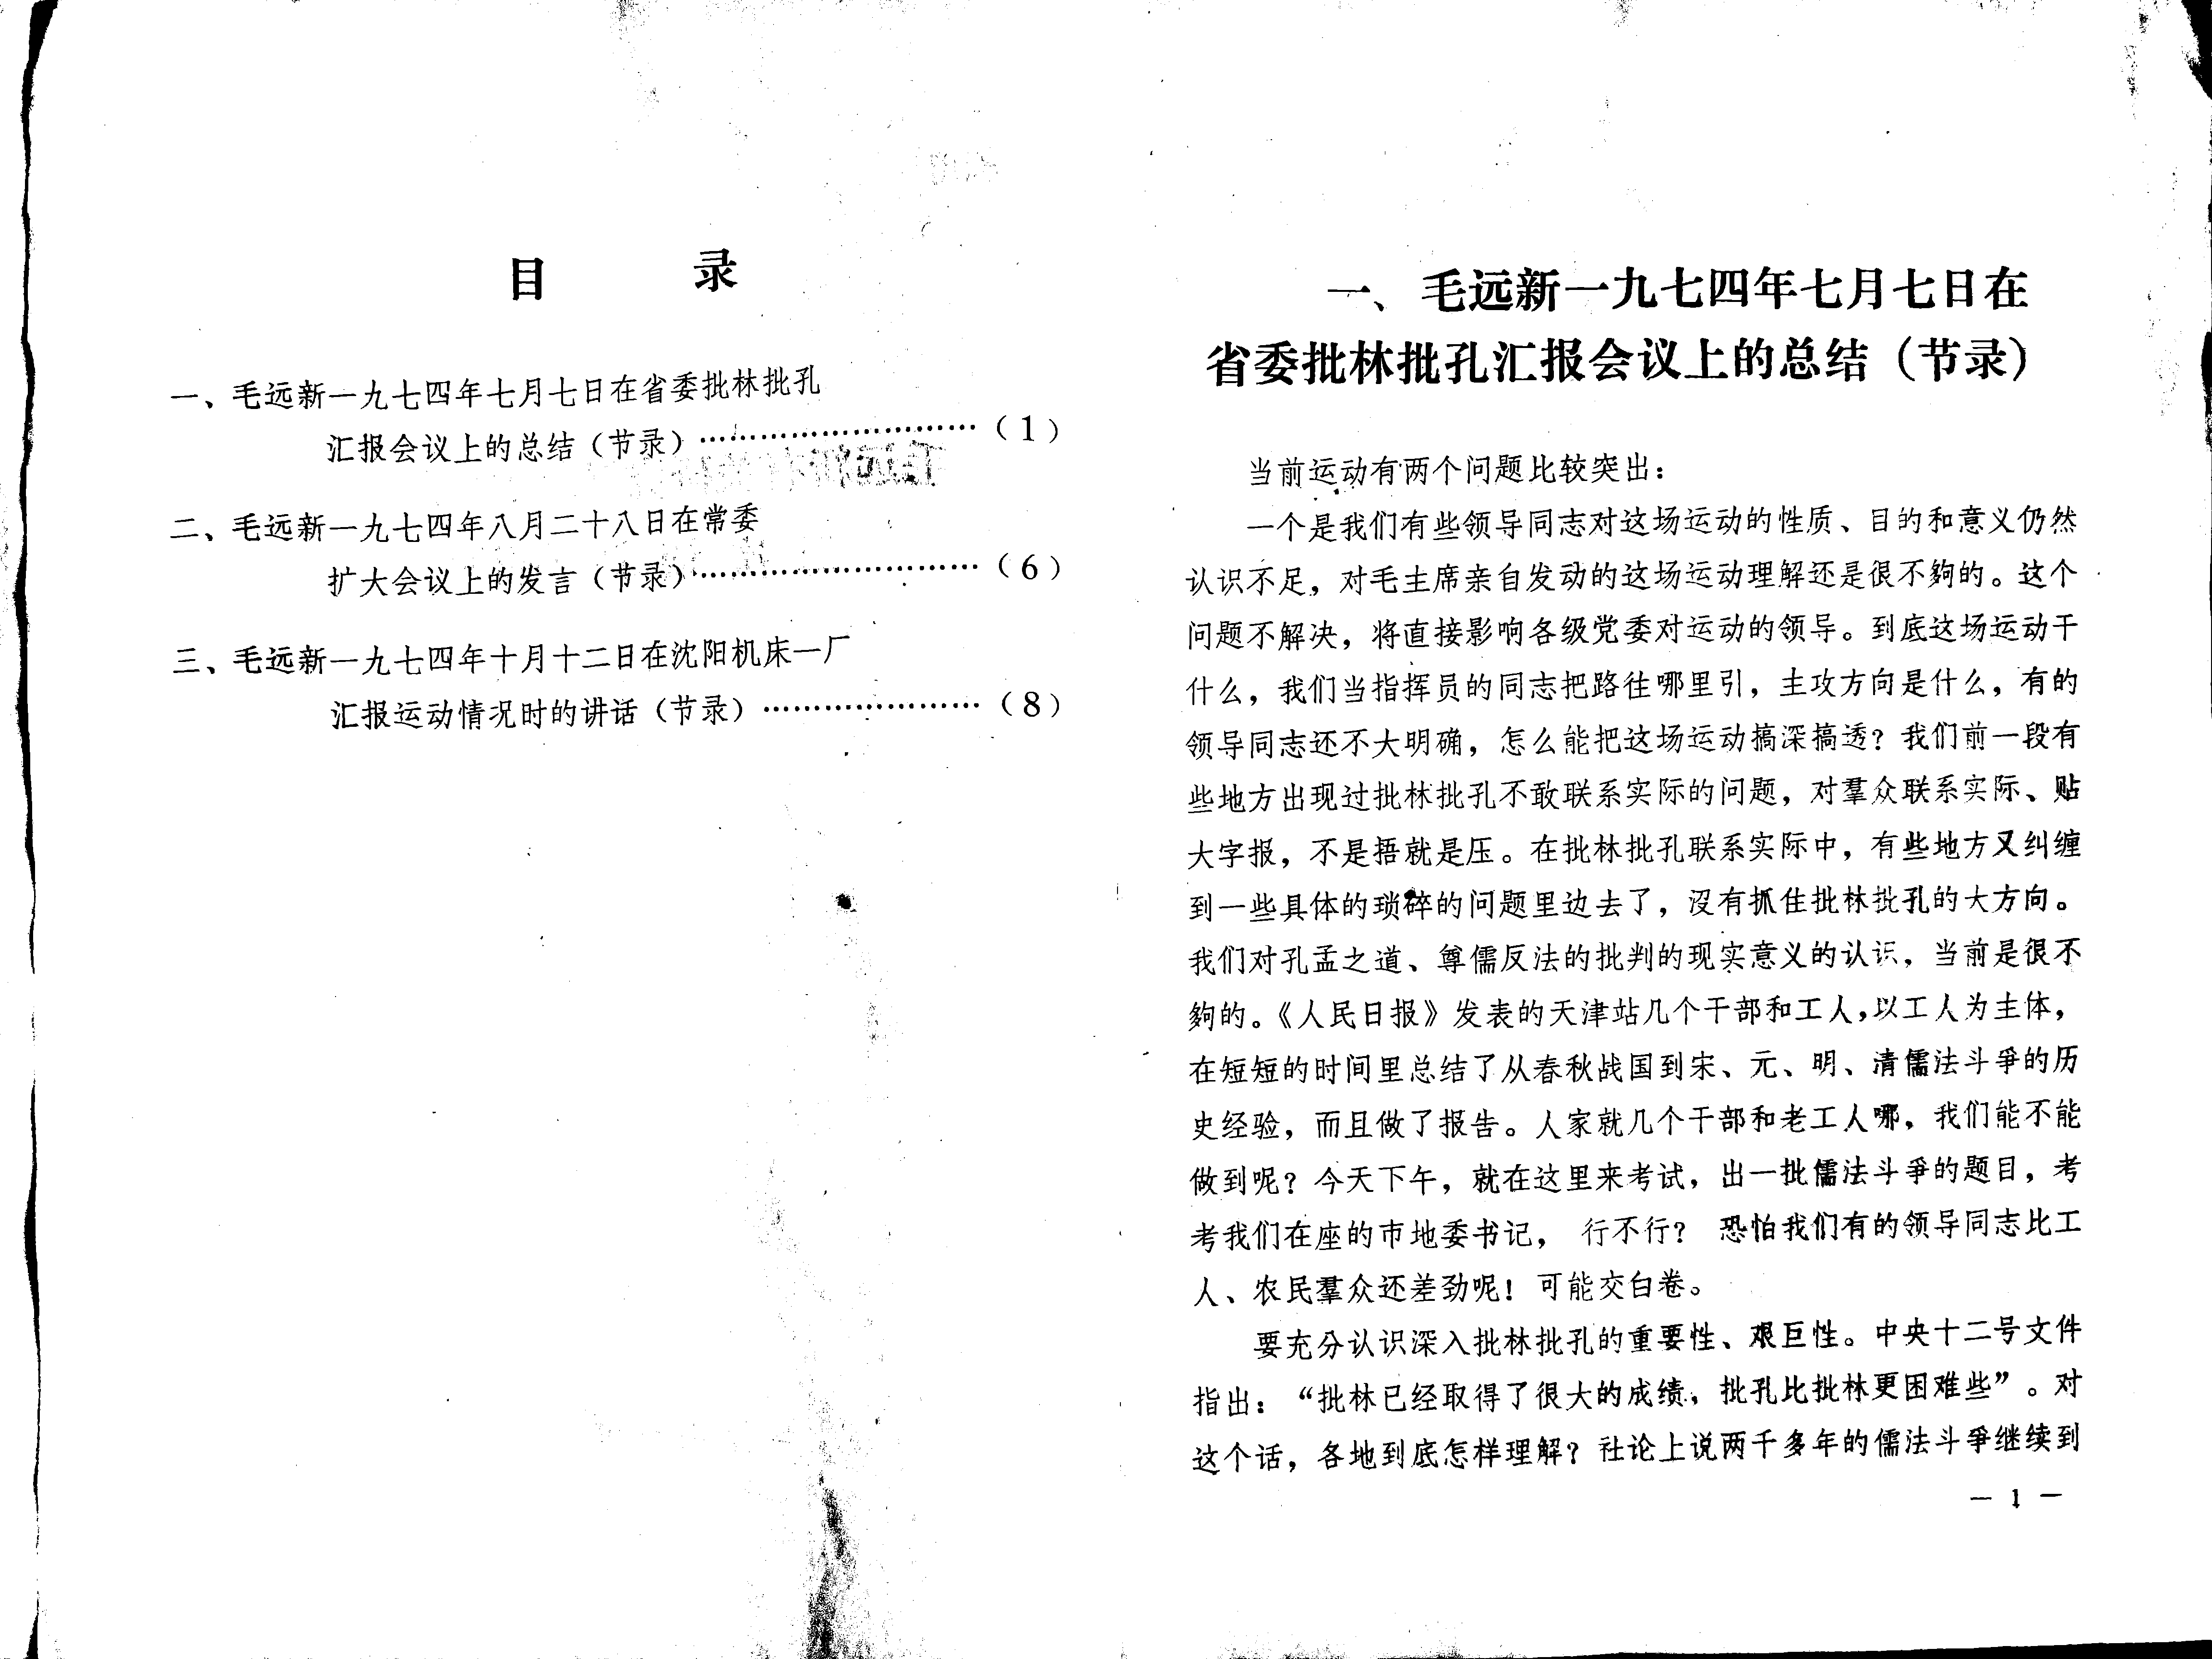 目 录
一、毛远新一九七四年七月七日在省委批林批孔
汇报会议上的总结（节录）…………………………（1）
二、毛远新一九七四年八月二十八日在常委
扩大会议上的发言（节录）…………………………（6）
三、毛远新一九七四年十月十二日在沈阳机床一厂
汇报运动情况时的讲话（节录）…………………（8）
一、毛远新一九七四年七月七日在
省委批林批孔汇报会议上的总结（节录）
当前运动有两个问题比较突出：
一个是我们有些领导同志对这场运动的性质、目的和意义仍然
认识不足，对毛主席亲自发动的这场运动理解还是很不夠的。这个
问题不解决，将直接影响各级党委对运动的领导。到底这场运动干
什么，我们当指挥员的同志把路往哪里引，主攻方向是什么，有的
领导同志还不大明确，怎么能把这场运动搞深搞透？我们前一段有
些地方出现过批林批孔不敢联系实际的问题，对羣众联系实际、贴
大字报，不是捂就是压。在批林批孔联系实际中，有些地方又纠缠
到一些具体的琐碎的问题里边去了，沒有抓住批林批孔的大方向。
我们对孔孟之道、尊儒反法的批判的现实意义的认识，当前是很不
夠的。《人民日报》发表的天津站几个干部和工人，以工人为主体，
在短短的时间里总结了从春秋战国到宋、元、明、清儒法斗爭的历
史经验，而且做了报告。人家就几个干部和老工人哪，我们能不能
做到呢？今天下午，就在这里来考试，出一批儒法斗爭的题目，考
考我们在座的市地委书记， 行不行？ 恐怕我们有的领导同志比工
人、农民羣众还差劲呢！可能交白卷。
要充分认识深入批林批孔的重要性、艰巨性。中央十二号文件
指出：“批林已经取得了很大的成绩，批孔比批林更困难些”。对
这个话，各地到底怎样理解？社论上说两千多年的儒法斗爭继续到
— 1 —